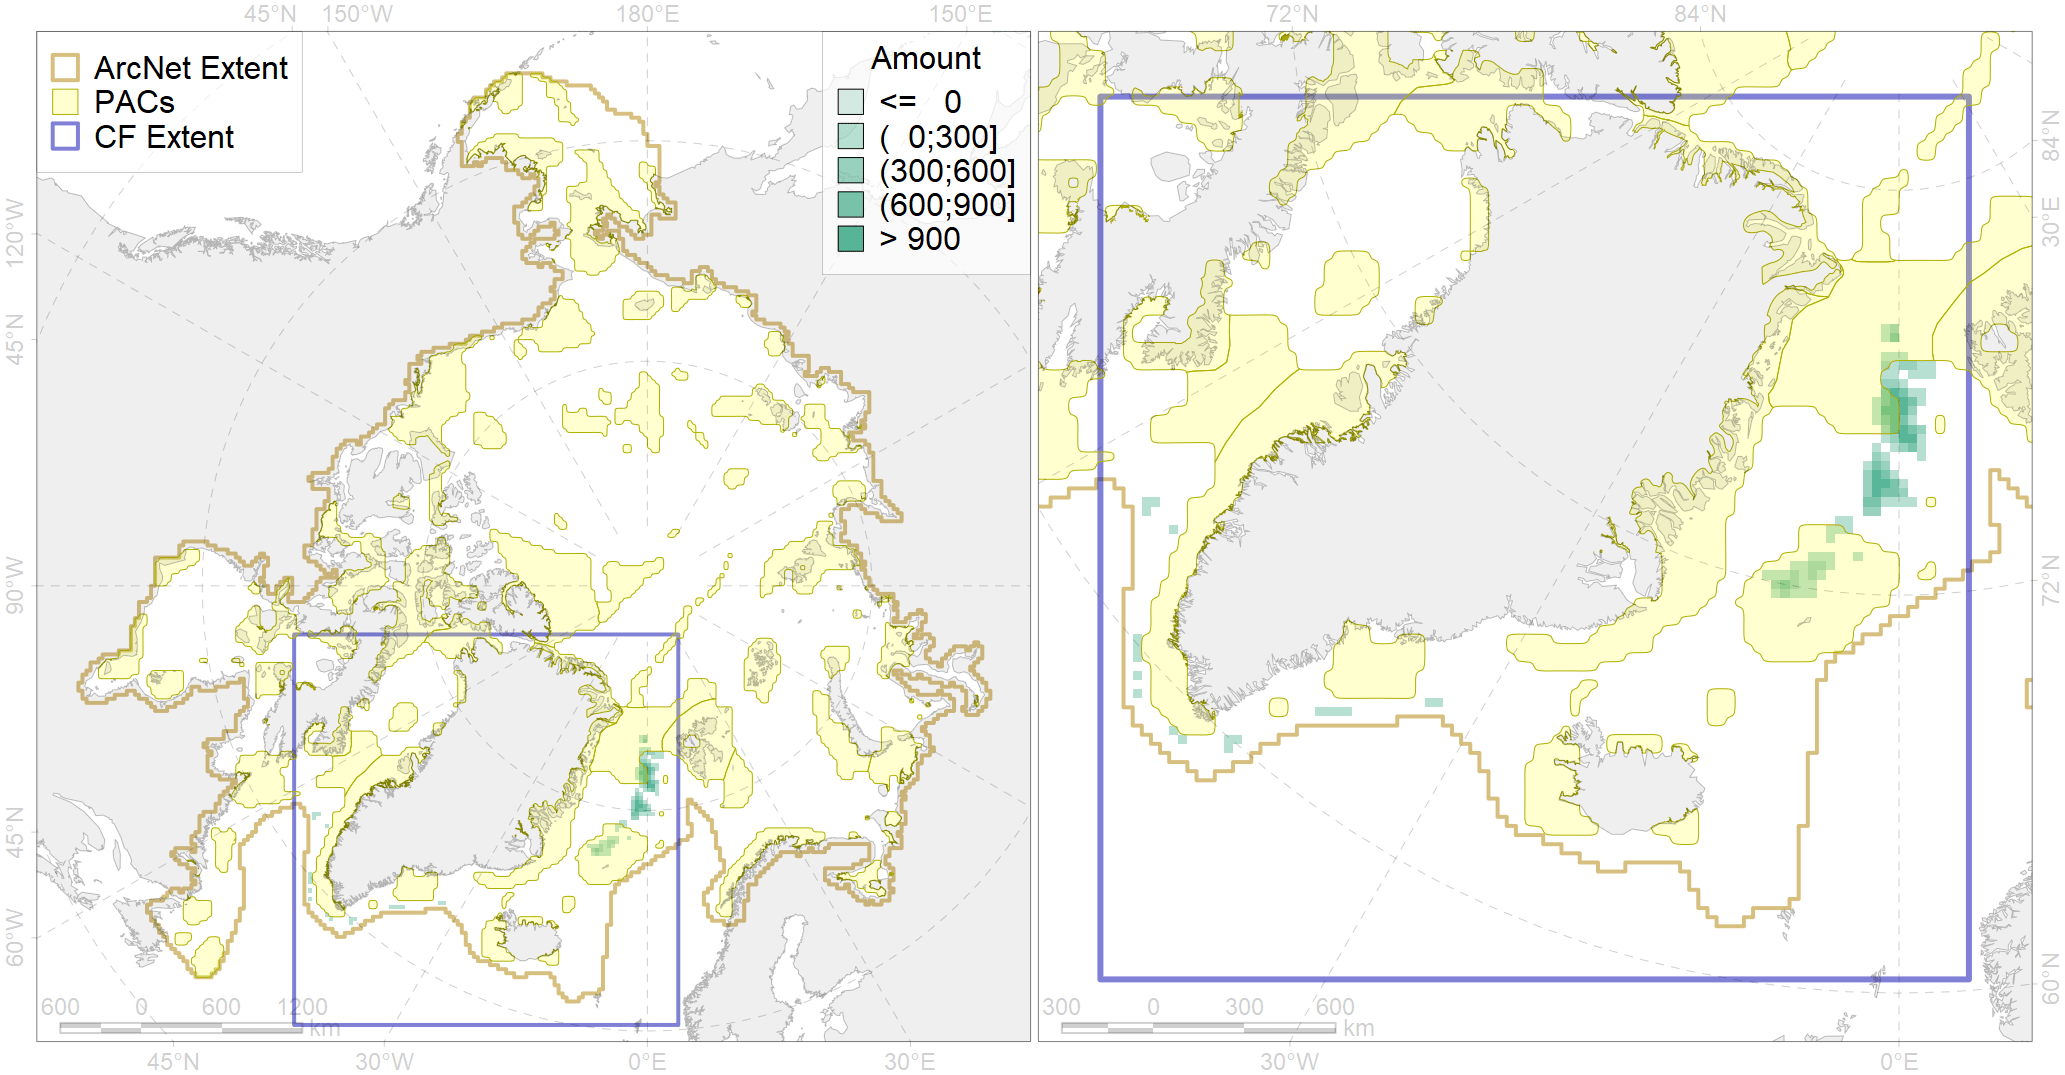 45°N 150°W 180°E 150°E 72°N 84°N
ArcNet Extent
PACs
CF Extent
Amount
<= 0
( 0;300]
(300;600]
(600;900]
> 900
120°W
45°N
90°W
45°N
60°W
84°N
30°E
72°N
60°N
600 0 600 1200
km
300 0 300 600
km
45°N 30°W 0°E 30°E 30°W 0°E